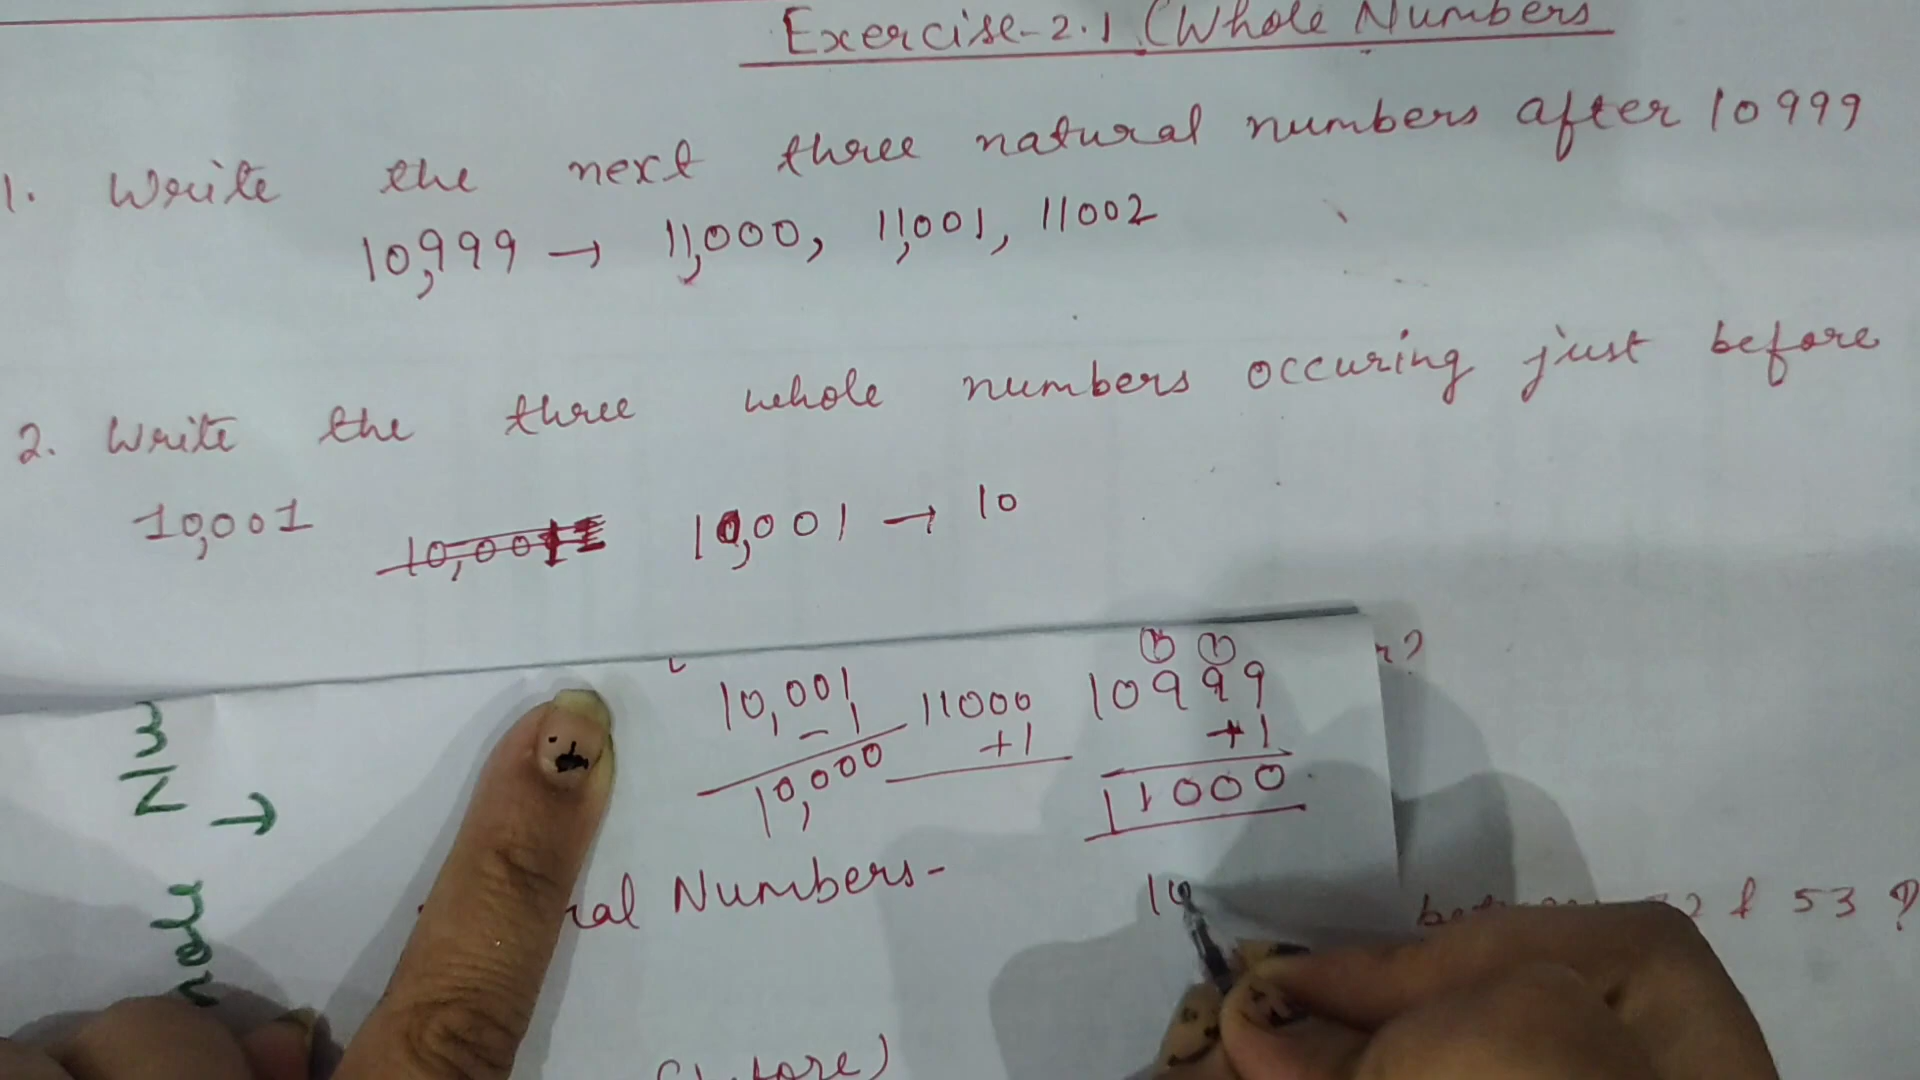 Exercise-2.1 (Whole Numbers
1. Write the next three natural numbers after 10999
10,999 → 11,000, 11,001, 11002
2. Write the three whole numbers occuring just before
10,001 10,001 → 10
10,001 11000 10999
-1 +1 +1
10,000 11000
Numbers-
& 53 ?